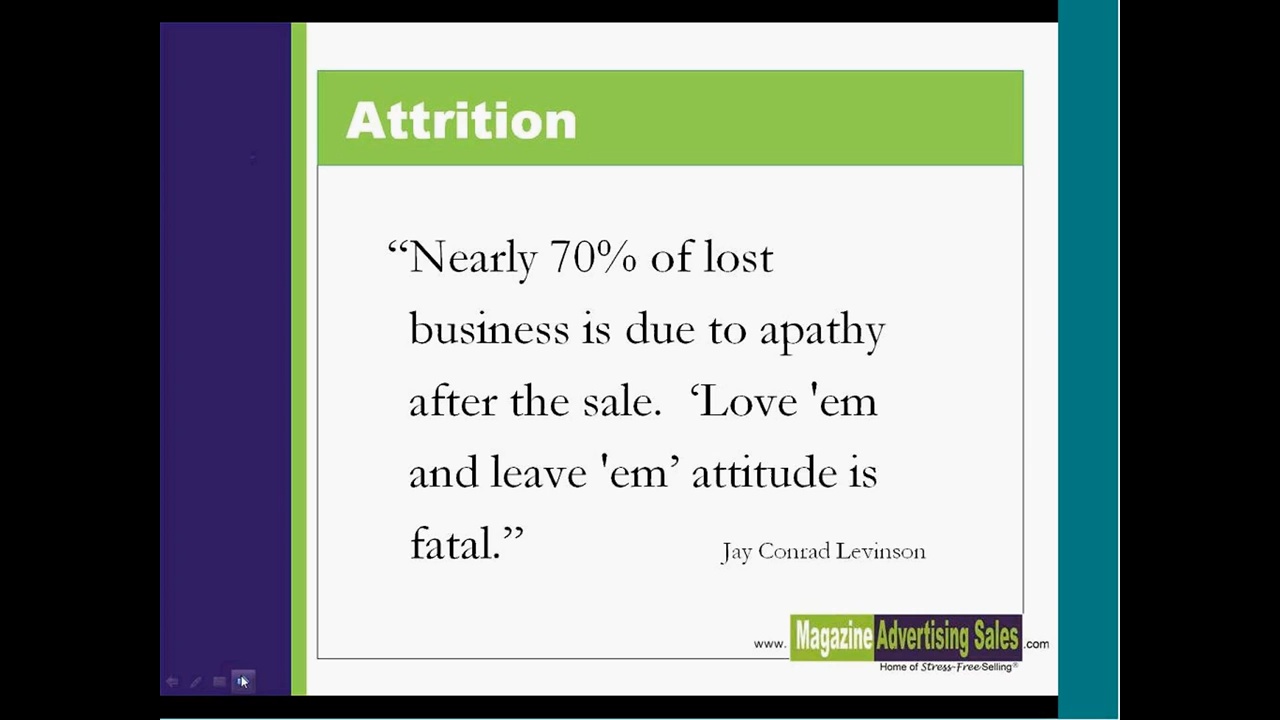 Attrition
“Nearly 70% of lost
business is due to apathy
after the sale.  ‘Love 'em
and leave 'em’ attitude is
fatal.”
Jay Conrad Levinson
www. Magazine Advertising Sales .com
Home of Stress-Free Selling®